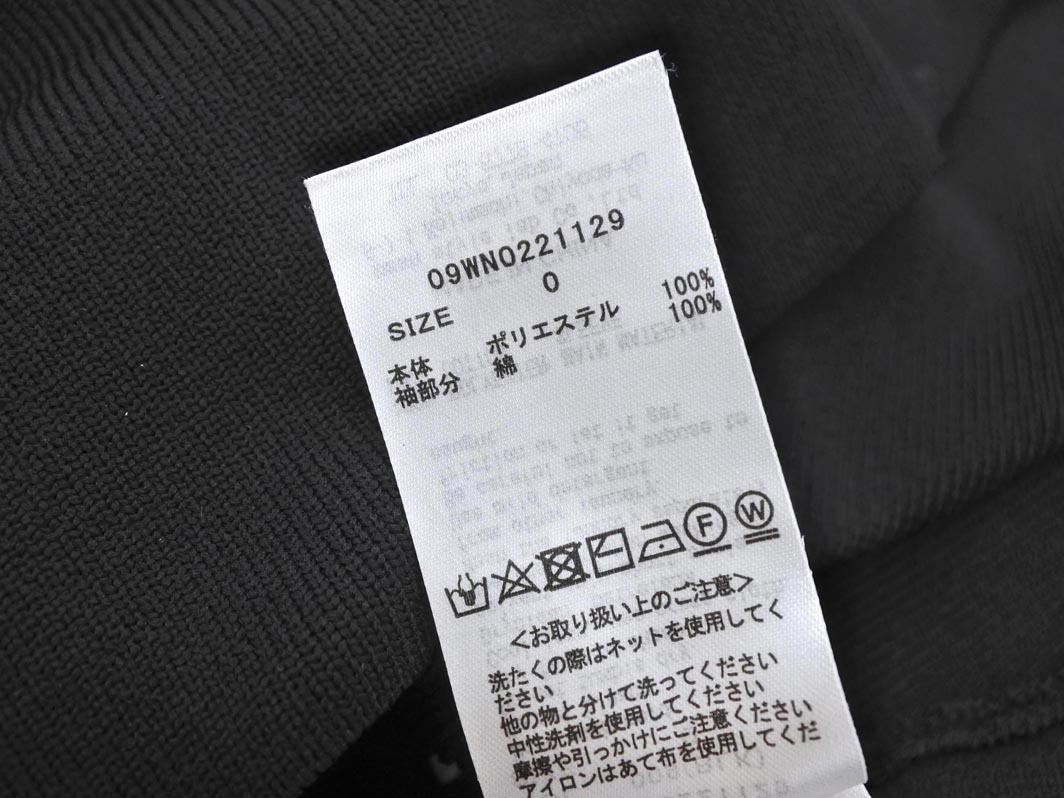 09WNO221129
SIZE 0
本体 ポリエステル 100%
袖部分 綿 100%
F W
<お取り扱い上のご注意>
洗たくの際はネットを使用してく
ださい
他の物と分けて洗ってください
中性洗剤を使用してください
摩擦や引っかけにご注意ください
アイロンはあて布を使用してくだ